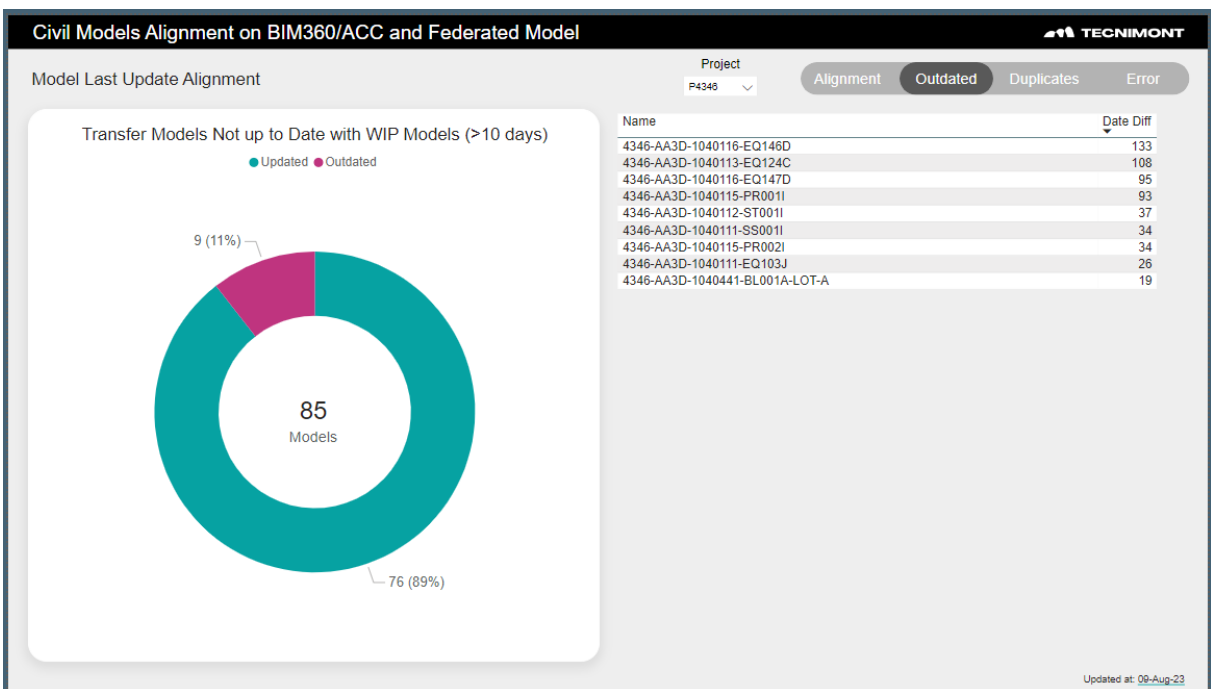 Civil Models Alignment on BIM360/ACC and Federated Model
TECNIMONT
Model Last Update Alignment
Project
P4346
Alignment Outdated Duplicates Error
Transfer Models Not up to Date with WIP Models (>10 days)
Updated Outdated
9 (11%)
85
Models
76 (89%)
Name Date Diff
4346-AA3D-1040116-EQ146D 133
4346-AA3D-1040113-EQ124C 108
4346-AA3D-1040116-EQ147D 95
4346-AA3D-1040115-PR001I 93
4346-AA3D-1040112-ST001I 37
4346-AA3D-1040111-SS001I 34
4346-AA3D-1040115-PR002I 34
4346-AA3D-1040111-EQ103J 26
4346-AA3D-1040441-BL001A-LOT-A 19
Updated at: 09-Aug-23